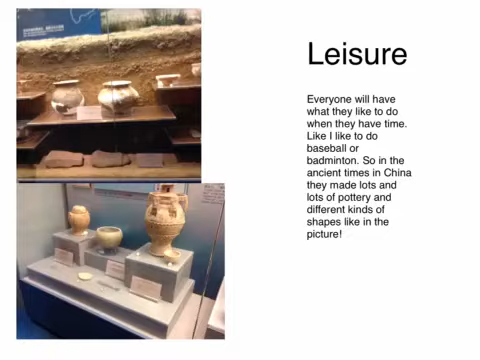 Leisure
Everyone will have
what they like to do
when they have time.
Like I like to do
baseball or
badminton. So in the
ancient times in China
they made lots and
lots of pottery and
different kinds of
shapes like in the
picture!